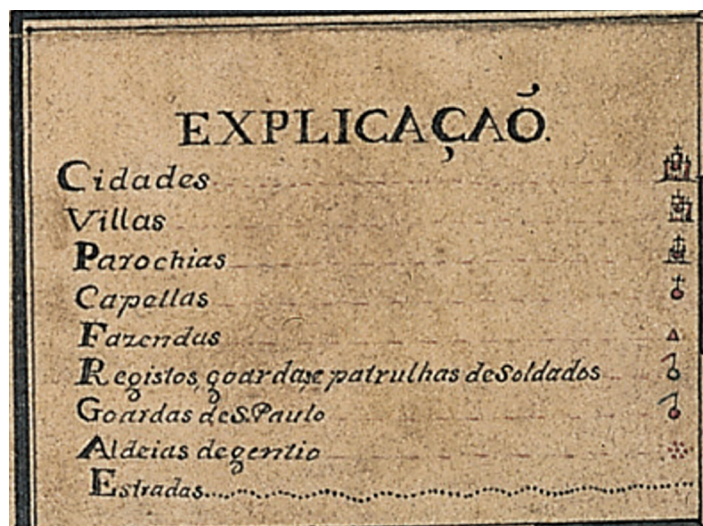 EXPLICAÇAÕ.
Cidades
Villas
Parochias
Capellas
Fazendas
Registos, goardas, e patrulhas de Soldados
Goardas de S. Paulo
Aldeias de gentio
Estradas